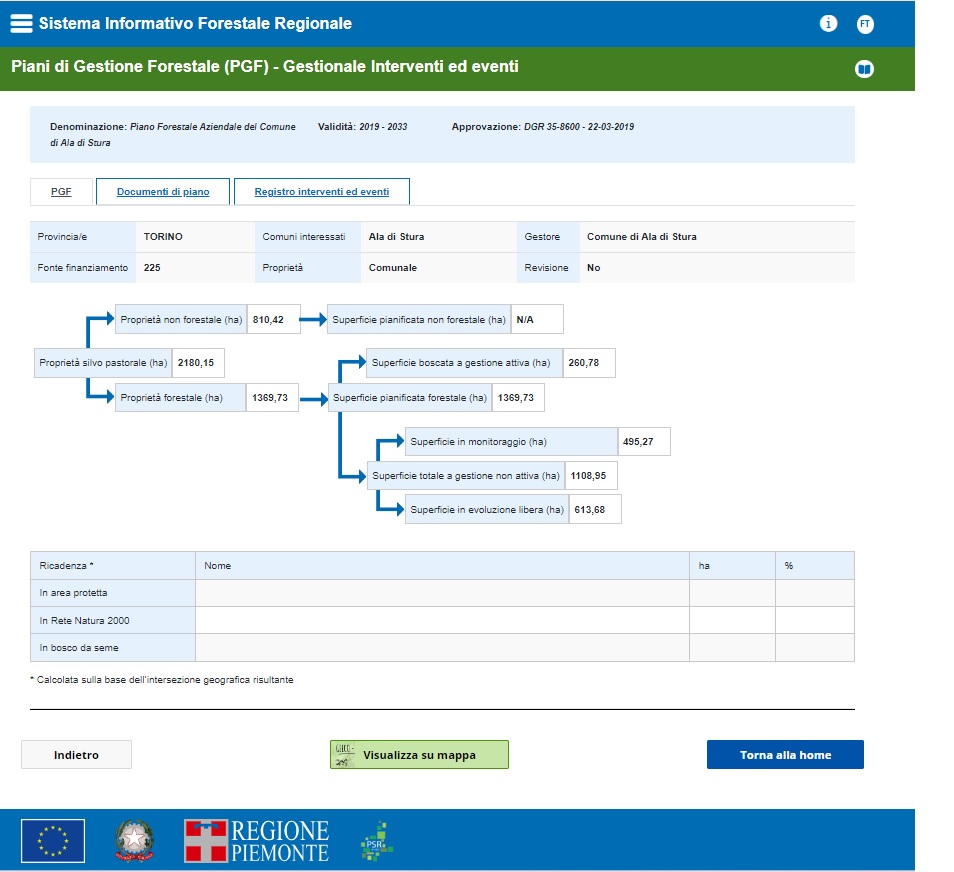 Sistema Informativo Forestale Regionale
i
FT
Piani di Gestione Forestale (PGF) - Gestionale Interventi ed eventi
Denominazione: Piano Forestale Aziendale del Comune di Ala di Stura
Validità: 2019 - 2033
Approvazione: DGR 35-8600 - 22-03-2019
PGF
Documenti di piano
Registro interventi ed eventi
Provincia/e TORINO Comuni interessati Ala di Stura Gestore Comune di Ala di Stura
Fonte finanziamento 225 Proprietà Comunale Revisione No
Proprietà non forestale (ha) 810,42 Superficie pianificata non forestale (ha) N/A
Proprietà silvo pastorale (ha) 2180,15 Superficie boscata a gestione attiva (ha) 260,78
Proprietà forestale (ha) 1369,73 Superficie pianificata forestale (ha) 1369,73
Superficie in monitoraggio (ha) 495,27
Superficie totale a gestione non attiva (ha) 1108,95
Superficie in evoluzione libera (ha) 613,68
Ricadenza * Nome ha %
In area protetta
In Rete Natura 2000
In bosco da seme
* Calcolata sulla base dell'intersezione geografica risultante
Indietro
Visualizza su mappa
Torna alla home
REGIONE
PIEMONTE
PSR